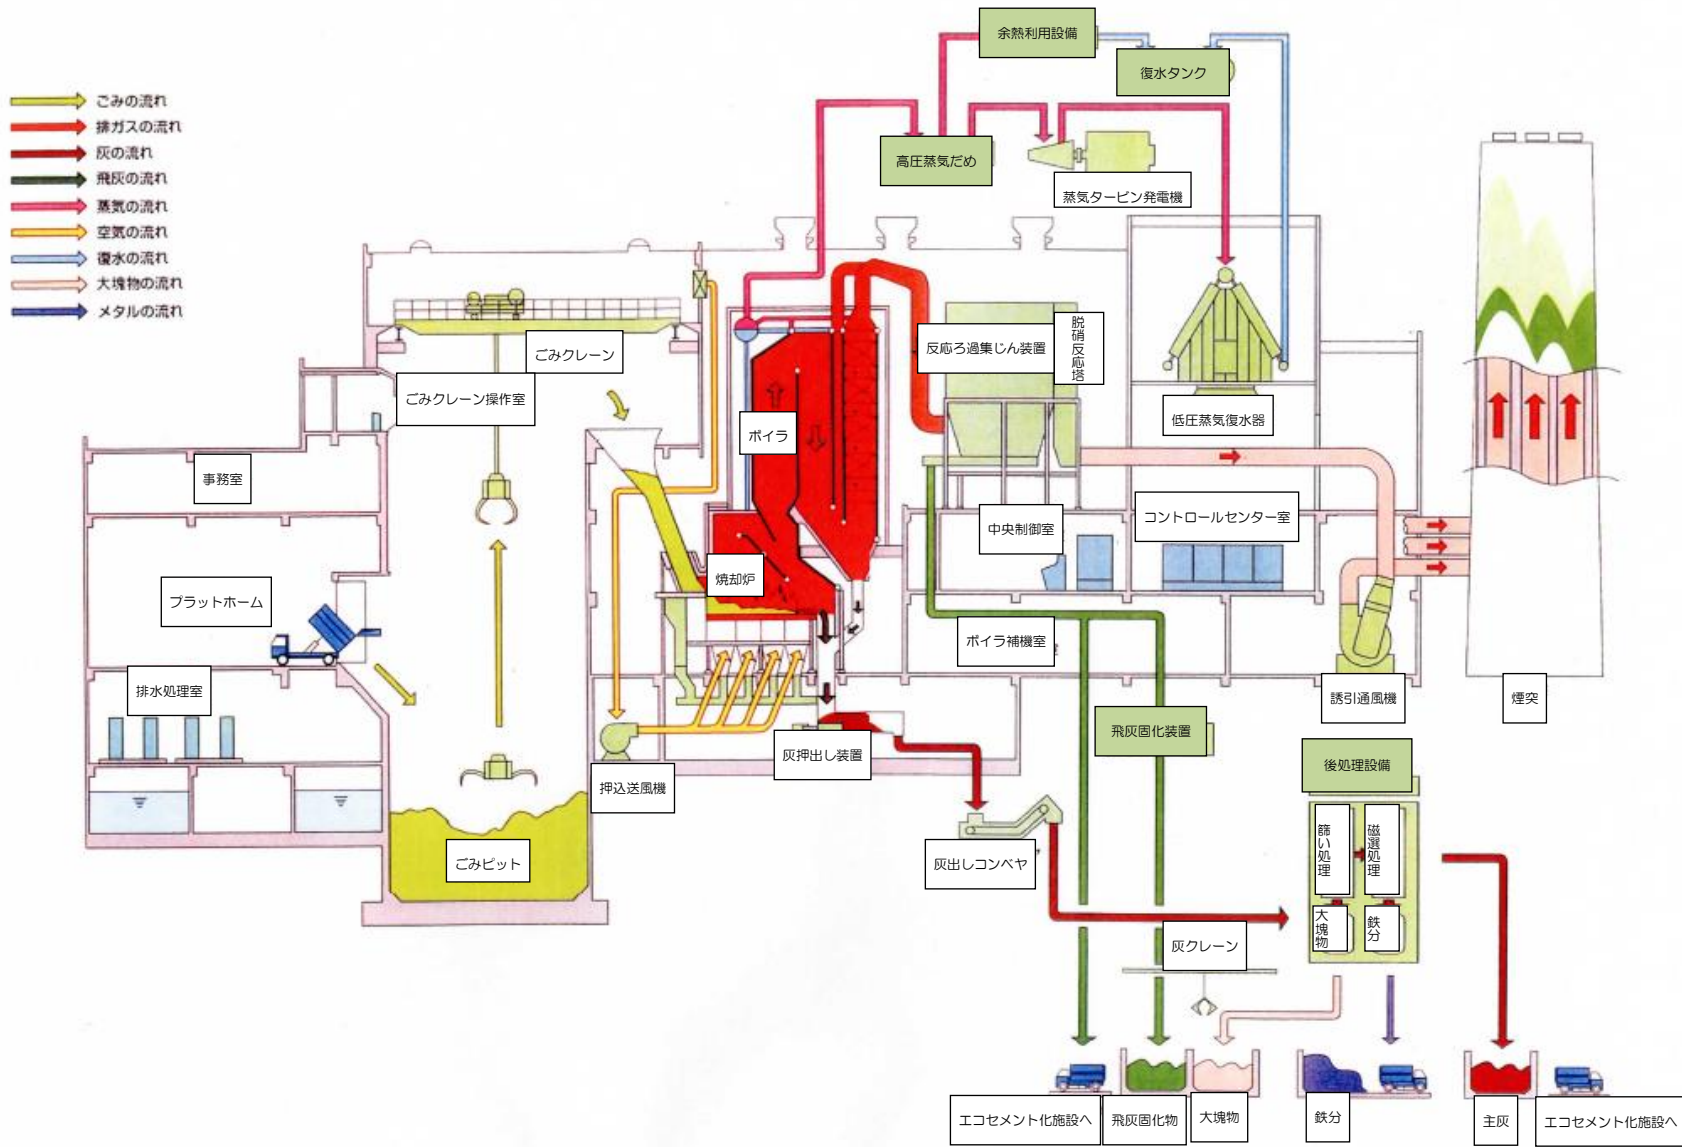 余熱利用設備
復水タンク
ごみの流れ
排ガスの流れ
灰の流れ
飛灰の流れ
蒸気の流れ
空気の流れ
復水の流れ
大塊物の流れ
メタルの流れ
高圧蒸気だめ
蒸気タービン発電機
ごみクレーン
反応ろ過集じん装置
脱硝反応塔
ごみクレーン操作室
低圧蒸気復水器
ボイラ
事務室
中央制御室
コントロールセンター室
焼却炉
プラットホーム
ボイラ補機室
排水処理室
誘引通風機
煙突
飛灰固化装置
灰押出し装置
後処理設備
押込送風機
篩い処理
磁選処理
ごみピット
灰出しコンベヤ
大塊物
鉄分
灰クレーン
エコセメント化施設へ
飛灰固化物
大塊物
鉄分
主灰
エコセメント化施設へ